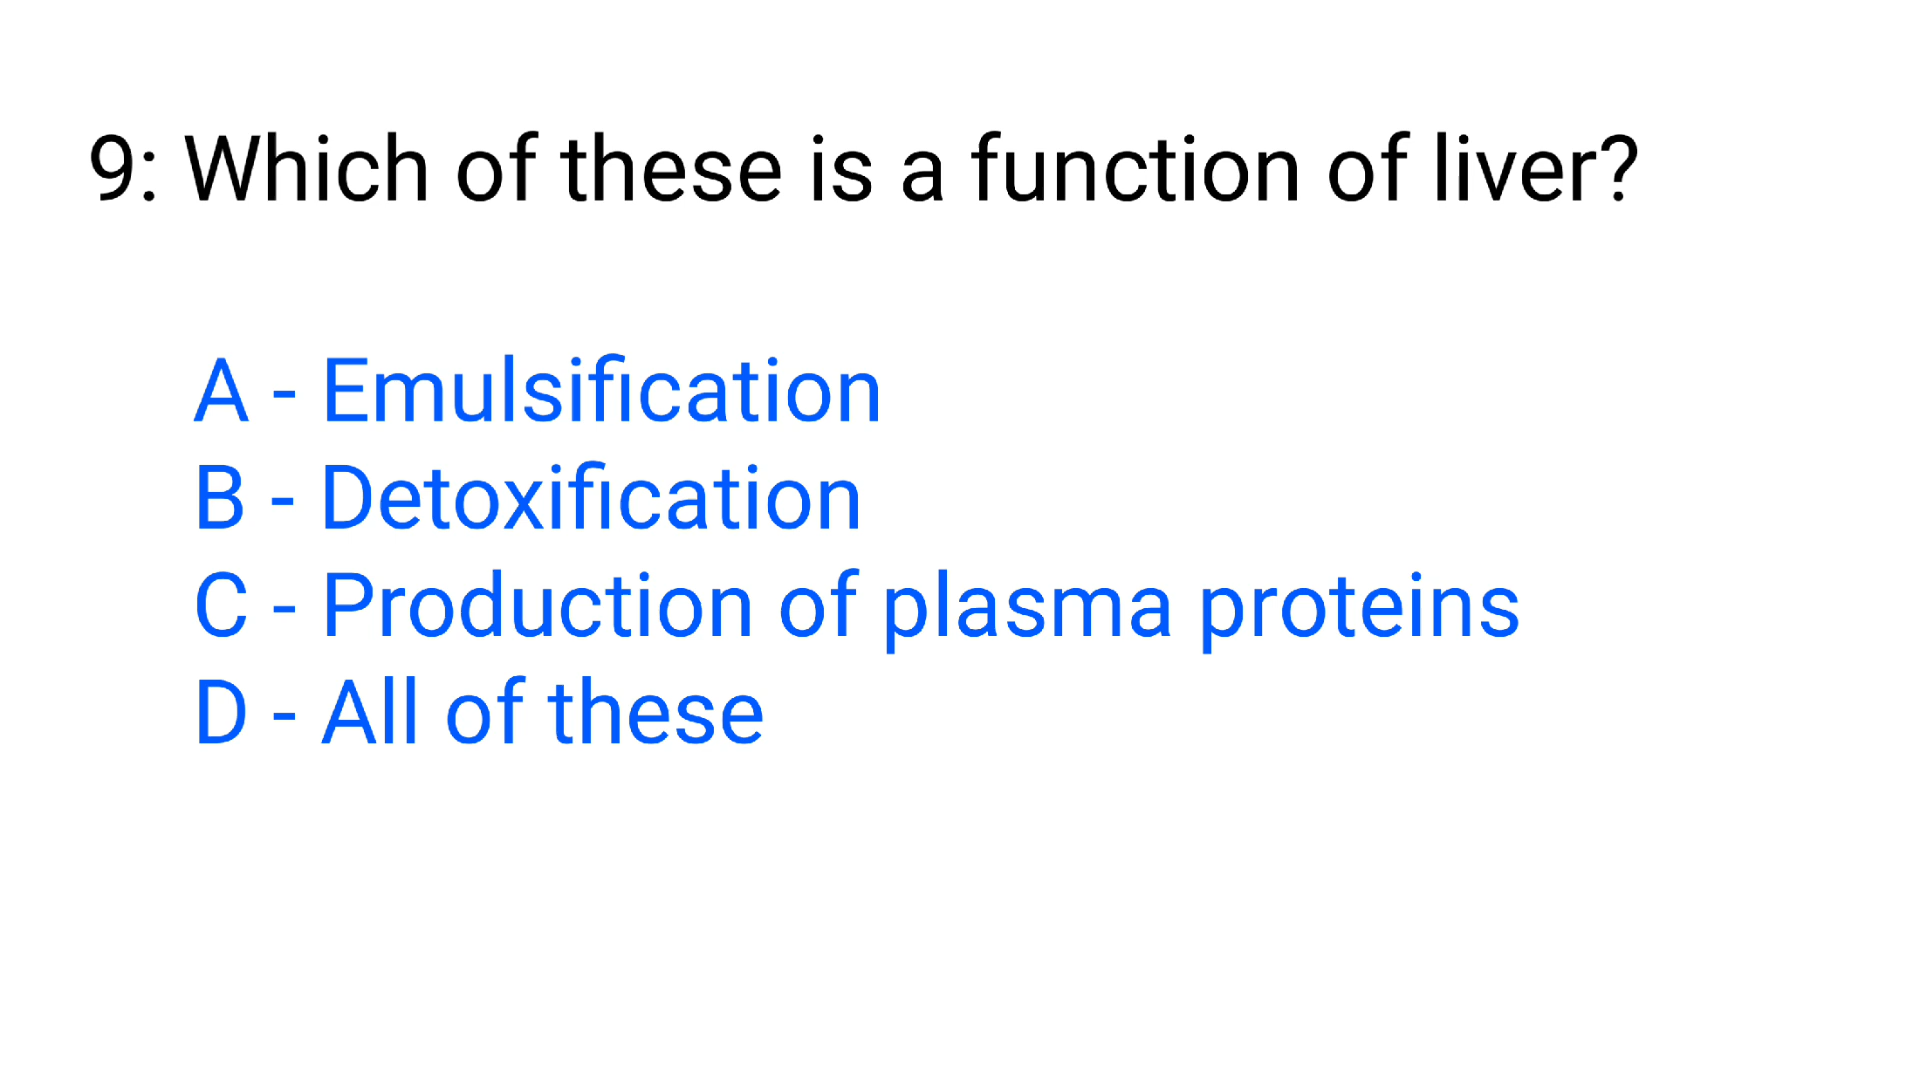 9: Which of these is a function of liver?
A - Emulsification
B - Detoxification
C - Production of plasma proteins
D - All of these